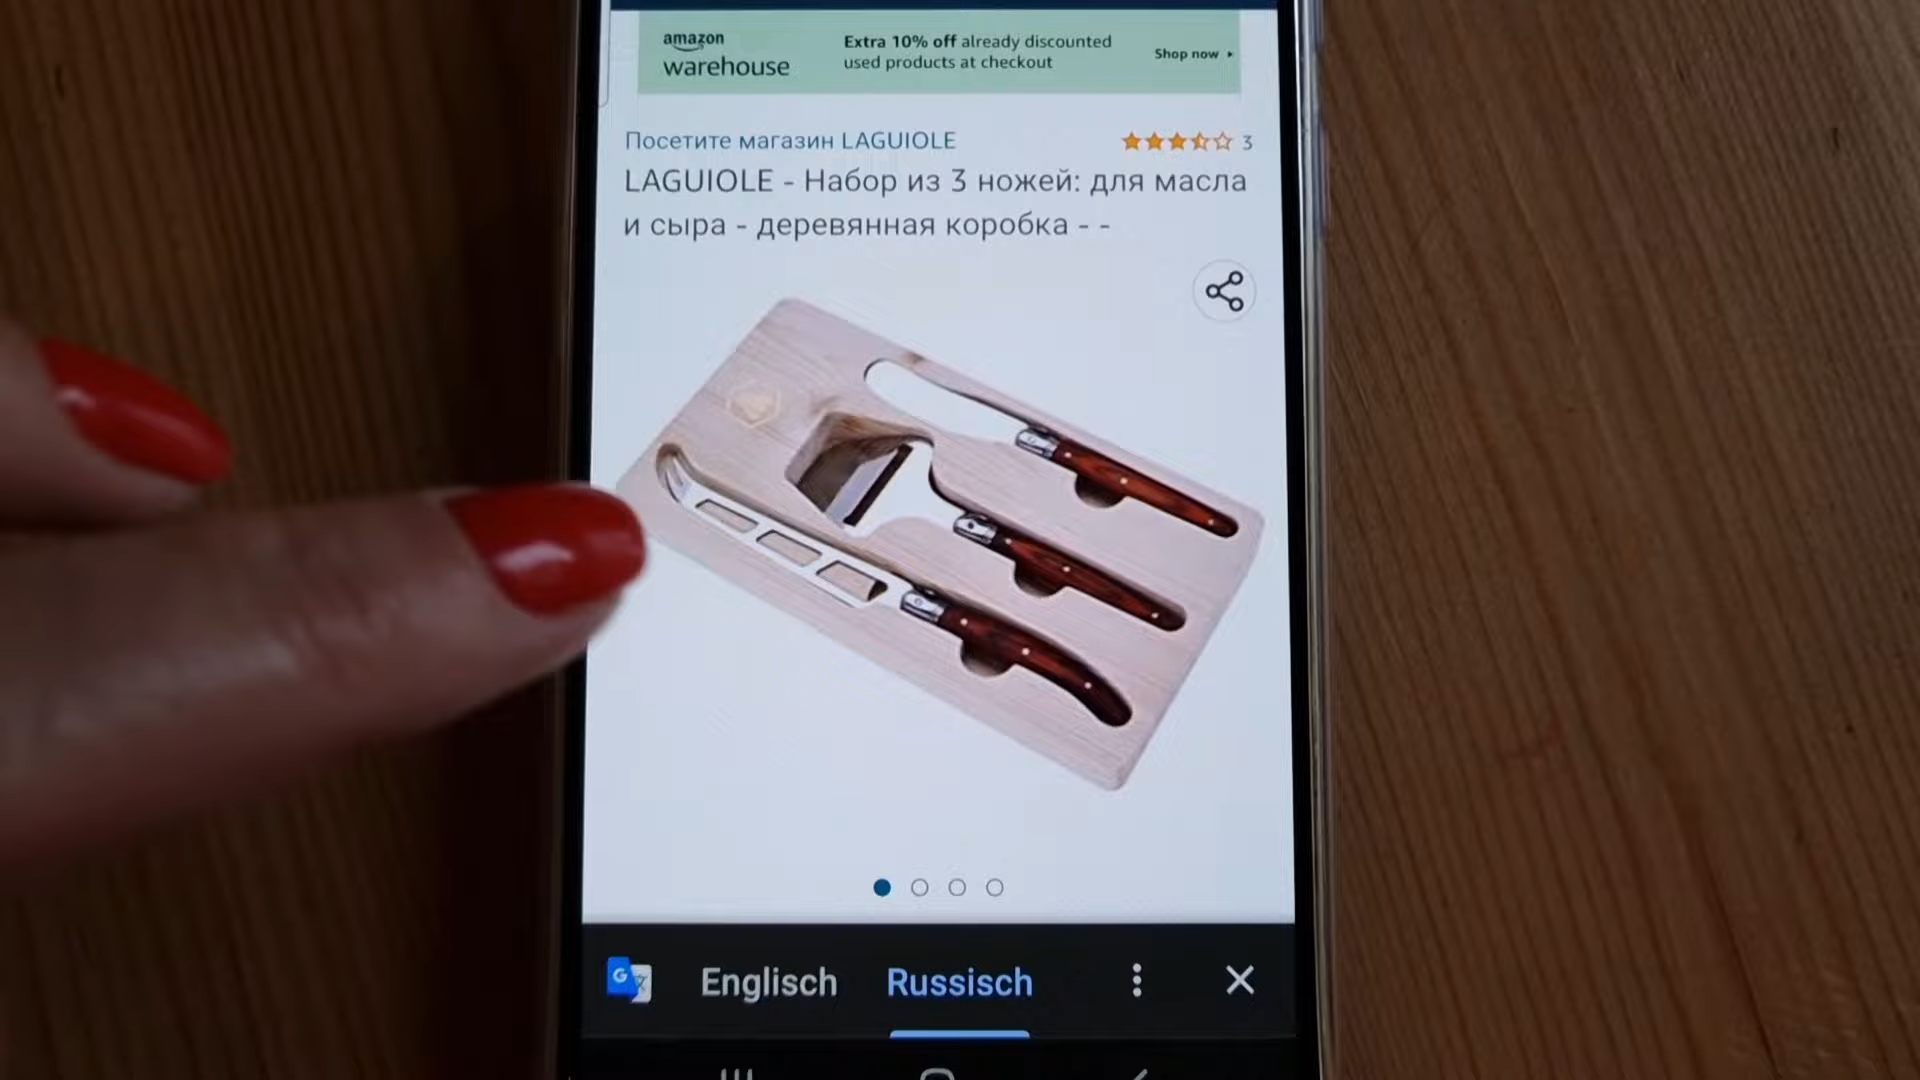 amazon
warehouse
Extra 10% off already discounted
used products at checkout
Shop now
Посетите магазин LAGUIOLE
3
LAGUIOLE - Набор из 3 ножей: для масла
и сыра - деревянная коробка - -
G
Englisch
Russisch